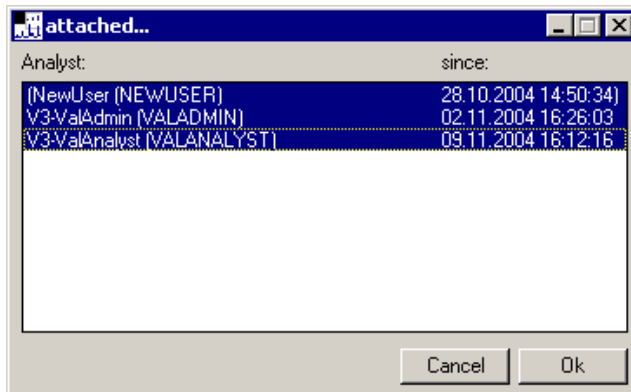 attached...
Analyst: since:
(NewUser (NEWUSER) 28.10.2004 14:50:34)
V3-ValAdmin (VALADMIN) 02.11.2004 16:26:03
V3-ValAnalyst (VALANALYST) 09.11.2004 16:12:16
Cancel Ok